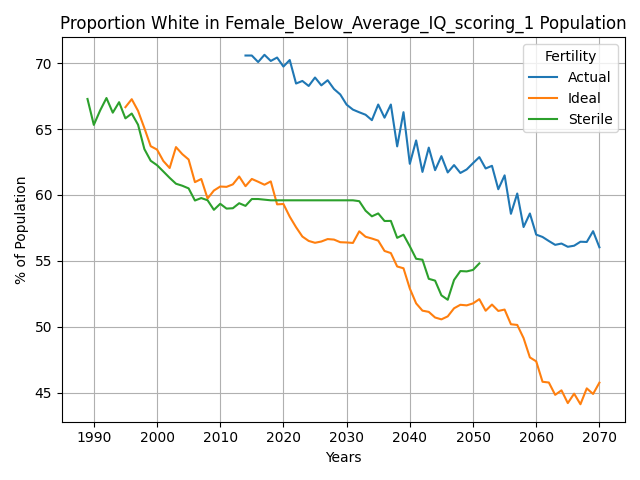 Proportion White in Female_Below_Average_IQ_scoring_1 Population
Fertility
Actual
Ideal
Sterile
% of Population
70
65
60
55
50
45
1990 2000 2010 2020 2030 2040 2050 2060 2070
Years